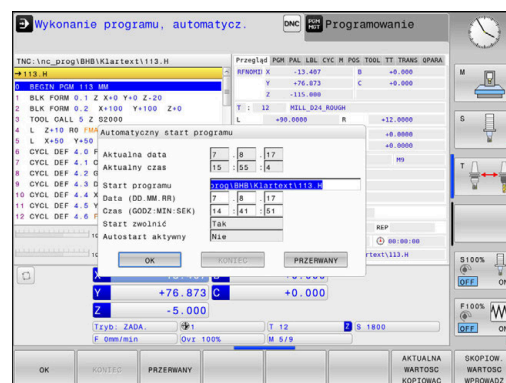 Wykonanie programu, automatycz.
DNC
Programowanie
TNC:\nc_prog\BHB\Klartext\113.H
→113.H
0 BEGIN PGM 113 MM
1 BLK FORM 0.1 Z X+0 Y+0 Z-20
2 BLK FORM 0.2 X+100 Y+100 Z+0
3 TOOL CALL 5 Z S2000
4 L Z+10 R0 FMA
5 L X+50 Y+50
6 CYCL DEF 4.0 F
7 CYCL DEF 4.1
8 CYCL DEF 4.2
9 CYCL DEF 4.3
10 CYCL DEF 4.4
11 CYCL DEF 4.5
12 CYCL DEF 4.6
Przegląd PGM PAL LBL CYC M POS TOOL TT TRANS QPARA
RFNOMI X -13.407 B +0.000
Y +76.873 C +0.000
Z -115.000
T : 12 MILL_D24_ROUGH
L +90.0000 R +12.0000
+0.0000
+0.0000
M9
REP
00:00:00
rtext\113.H
Automatyczny start programu
Aktualna data 7 .8 .17
Aktualny czas 15 :55 :4
Start programu prog\BHB\Klartext\113.H
Data (DD.MM.RR) 7 .8 .17
Czas (GODZ:MIN:SEK) 14 :41 :51
Start zwolnić Tak
Autostart aktywny Nie
OK KONIEC PRZERWANY
Y +76.873 C +0.000
Z -5.000
Tryb: ZADA. 1 T 12 Z S 1800
F 0mm/min Ovr 100% M 5/9
M
S
T
S100%
OFF ON
F100%
OFF ON
OK
KONIEC
PRZERWANY
AKTUALNA
WARTOSC
KOPIOWAC
SKOPIOW.
WARTOSC
WPROWADZ